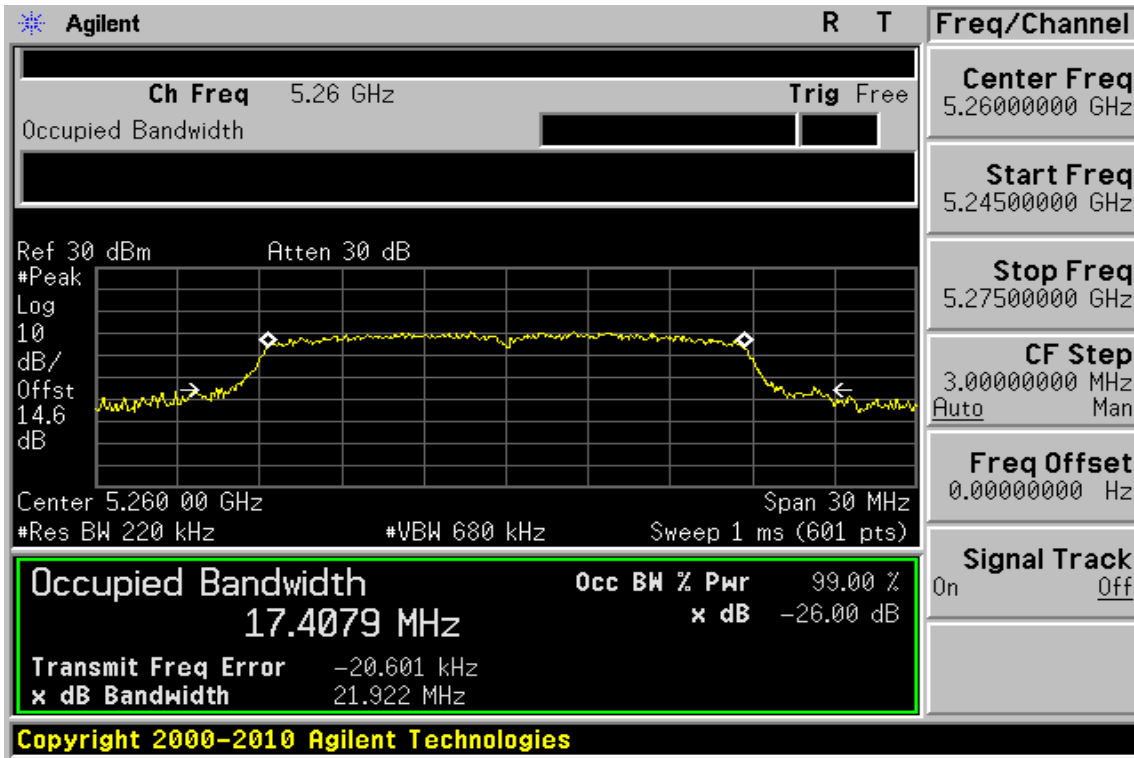 Agilent R T
Ch Freq 5.26 GHz Trig Free
Occupied Bandwidth
Ref 30 dBm Atten 30 dB
#Peak
Log
10
dB/
Offst
14.6
dB
Center 5.260 00 GHz Span 30 MHz
#Res BW 220 kHz #VBW 680 kHz Sweep 1 ms (601 pts)
Occupied Bandwidth Occ BW % Pwr 99.00 %
17.4079 MHz x dB -26.00 dB
Transmit Freq Error -20.601 kHz
x dB Bandwidth 21.922 MHz
Copyright 2000-2010 Agilent Technologies
Freq/Channel
Center Freq
5.26000000 GHz
Start Freq
5.24500000 GHz
Stop Freq
5.27500000 GHz
CF Step
3.00000000 MHz
Auto Man
Freq Offset
0.00000000 Hz
Signal Track
On Off